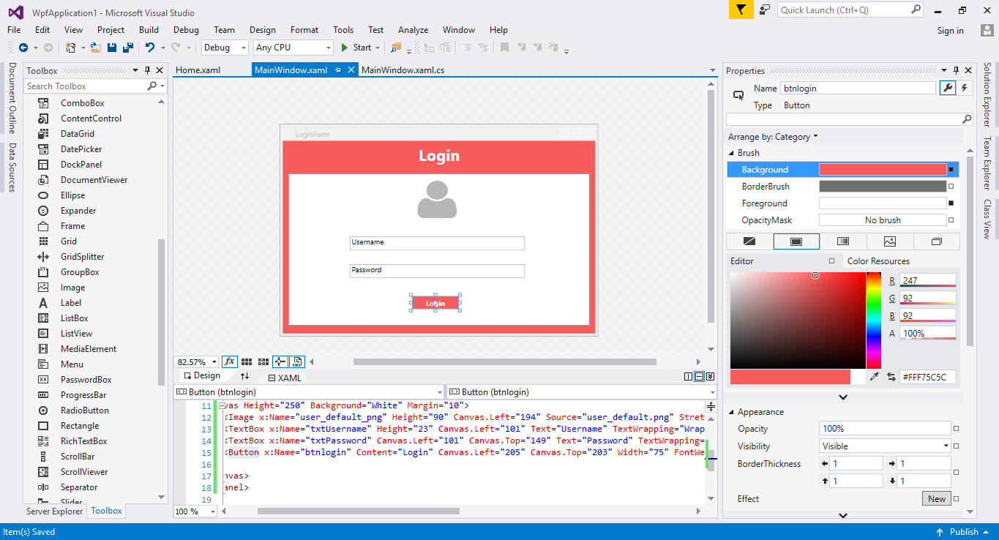 WpfApplication1 - Microsoft Visual Studio
Quick Launch (Ctrl+Q)
File Edit View Project Build Debug Team Design Format Tools Test Analyze Window Help
Sign in
Debug Any CPU Start
Document Outline
Data Sources
Toolbox
Search Toolbox
ComboBox
ContentControl
DataGrid
DatePicker
DockPanel
DocumentViewer
Ellipse
Expander
Frame
Grid
GridSplitter
GroupBox
Image
Label
ListBox
ListView
MediaElement
Menu
PasswordBox
ProgressBar
RadioButton
Rectangle
RichTextBox
ScrollBar
ScrollViewer
Separator
Slider
Server Explorer Toolbox
Home.xaml MainWindow.xaml MainWindow.xaml.cs
LoginForm
Login
Username
Password
Login
82.57% fx
Design XAML
Button (btnlogin) Button (btnlogin)
11 vas Height="250" Background="White" Margin="10">
12 <Image x:Name="user_default_png" Height="90" Canvas.Left="194" Source="user_default.png" Stret
13 <TextBox x:Name="txtUsername" Height="23" Canvas.Left="101" Text="Username" TextWrapping="Wrap
14 <TextBox x:Name="txtPassword" Canvas.Left="101" Canvas.Top="149" Text="Password" TextWrapping=
15 <Button x:Name="btnlogin" Content="Login" Canvas.Left="205" Canvas.Top="203" Width="75" FontWe
16
17 nvas>
18 anel>
19
100 %
Properties
Name btnlogin
Type Button
Arrange by: Category
Brush
Background
BorderBrush
Foreground
OpacityMask No brush
Editor Color Resources
R 247
G 92
B 92
A 100%
#FFF75C5C
Appearance
Opacity 100%
Visibility Visible
BorderThickness 1 1
1 1
Effect New
Solution Explorer
Team Explorer
Class View
Item(s) Saved
Publish